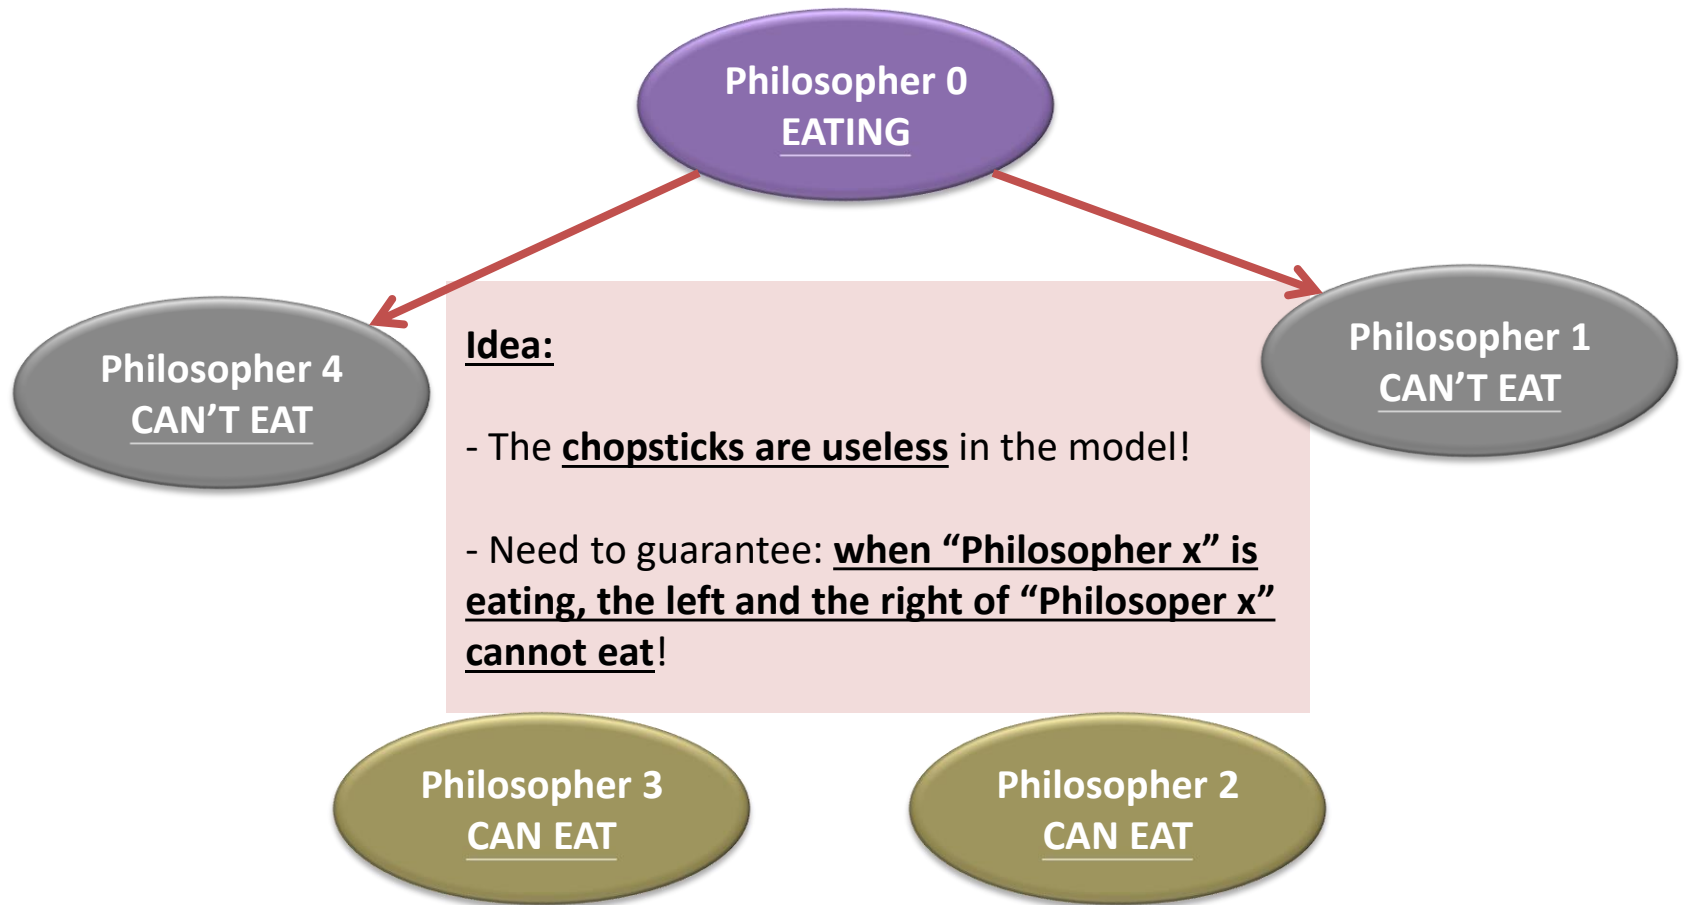 Philosopher 0
EATING
Philosopher 4
CAN’T EAT
Philosopher 1
CAN’T EAT
Idea:
- The chopsticks are useless in the model!
- Need to guarantee: when “Philosopher x” is
eating, the left and the right of “Philosoper x”
cannot eat!
Philosopher 3
CAN EAT
Philosopher 2
CAN EAT